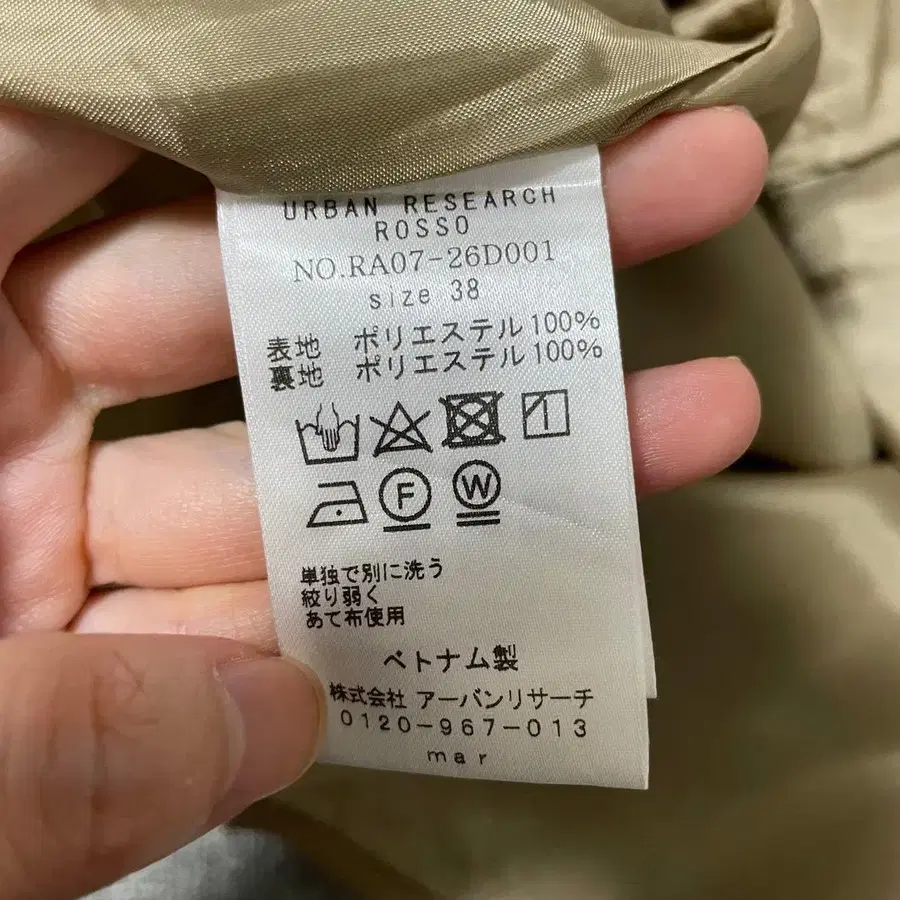 URBAN RESEARCH
ROSSO
NO.RA07-26D001
size 38
表地 ポリエステル100%
裏地 ポリエステル100%
F W
単独で別に洗う
絞り弱く
あて布使用
ベトナム製
株式会社 アーバンリサーチ
0120-967-013
mar